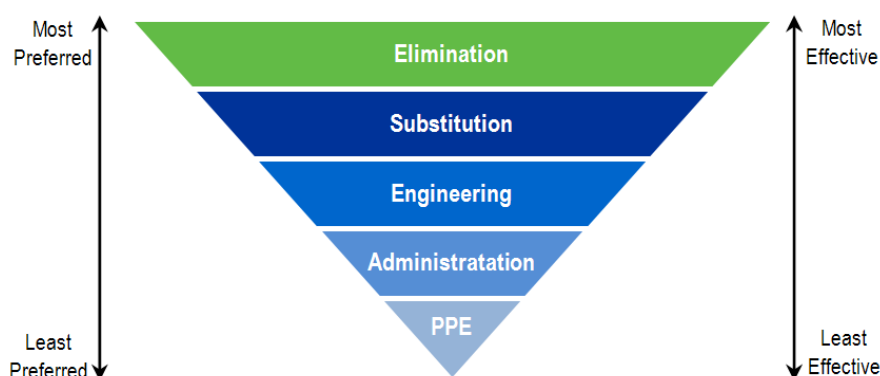 Most
Preferred
Most
Effective
Elimination
Substitution
Engineering
Administratation
PPE
Least
Preferred
Least
Effective